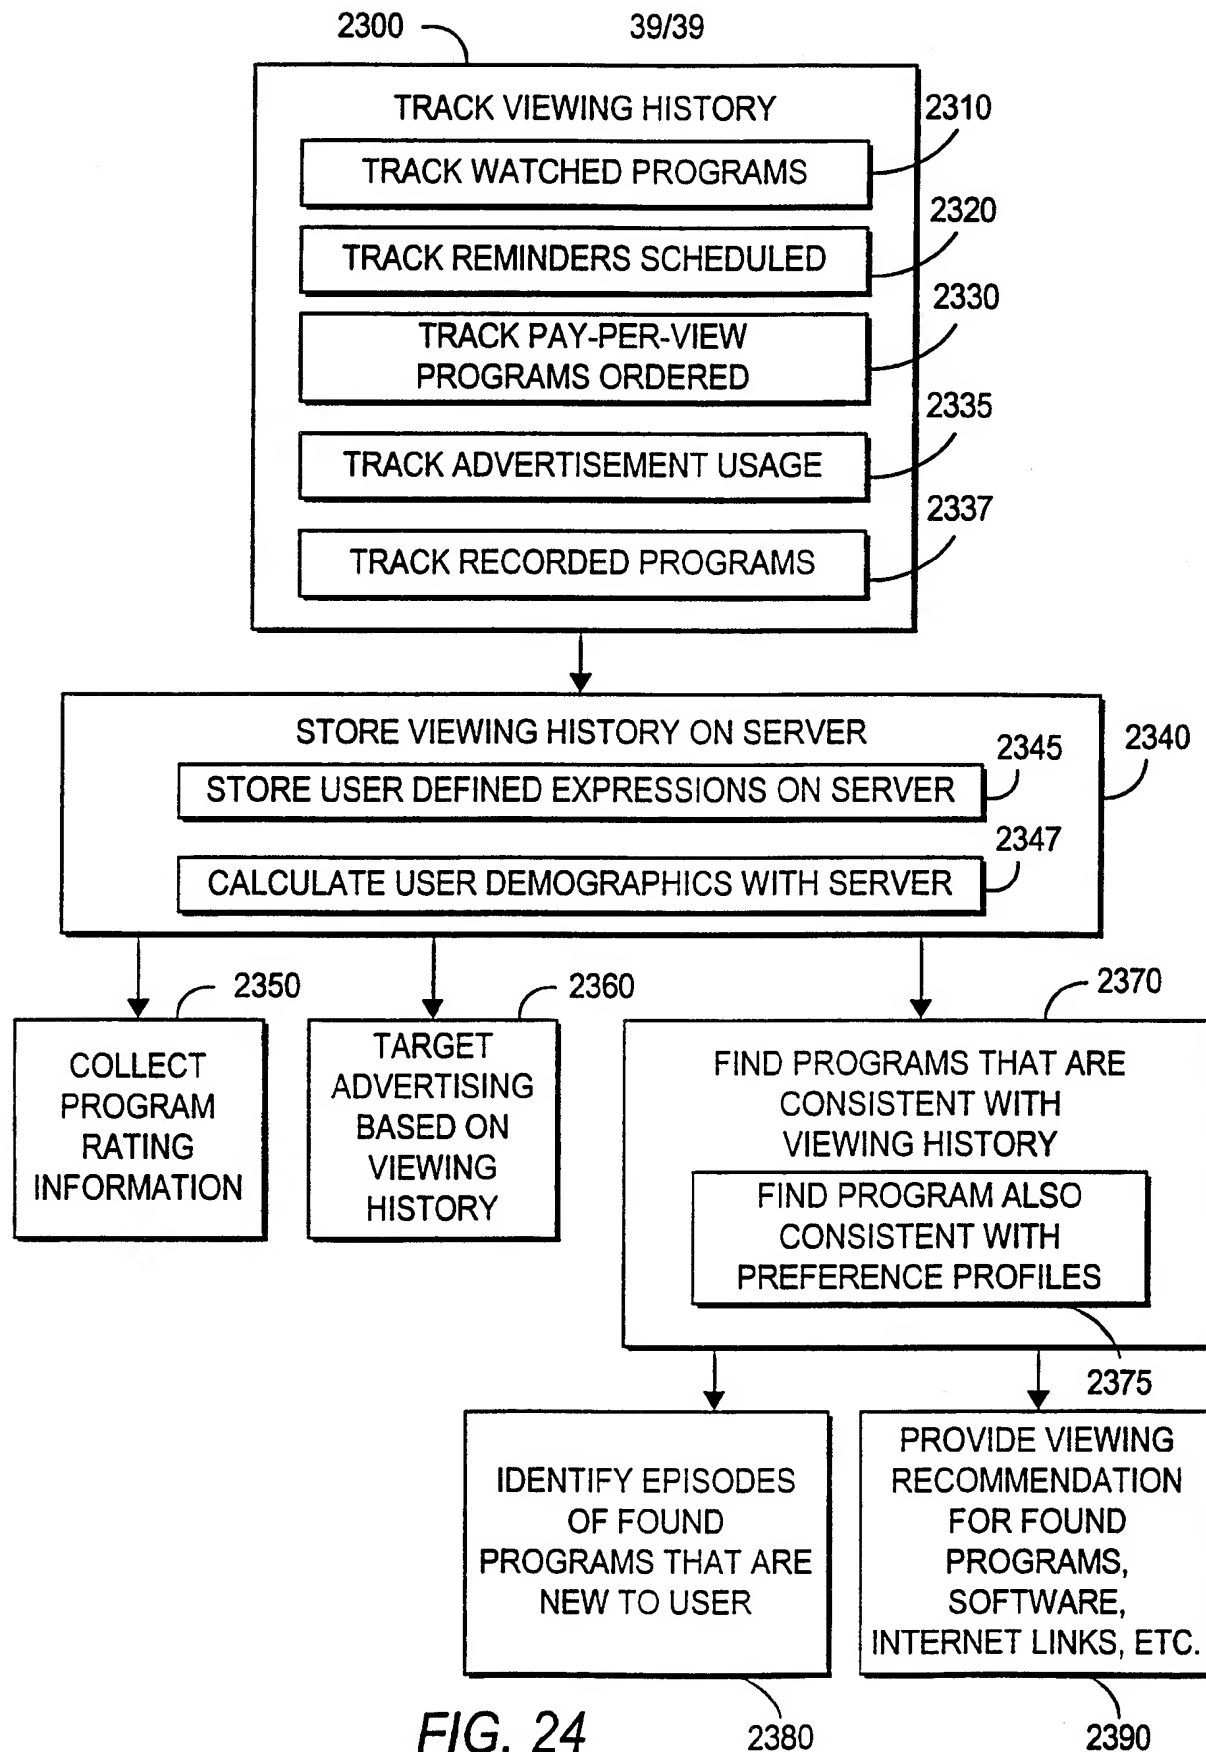 2300
39/39
TRACK VIEWING HISTORY
2310
TRACK WATCHED PROGRAMS
2320
TRACK REMINDERS SCHEDULED
2330
TRACK PAY-PER-VIEW
PROGRAMS ORDERED
2335
TRACK ADVERTISEMENT USAGE
2337
TRACK RECORDED PROGRAMS
STORE VIEWING HISTORY ON SERVER
2345
2340
STORE USER DEFINED EXPRESSIONS ON SERVER
2347
CALCULATE USER DEMOGRAPHICS WITH SERVER
2350
COLLECT
PROGRAM
RATING
INFORMATION
2360
TARGET
ADVERTISING
BASED ON
VIEWING
HISTORY
2370
FIND PROGRAMS THAT ARE
CONSISTENT WITH
VIEWING HISTORY
FIND PROGRAM ALSO
CONSISTENT WITH
PREFERENCE PROFILES
2375
IDENTIFY EPISODES
OF FOUND
PROGRAMS THAT ARE
NEW TO USER
PROVIDE VIEWING
RECOMMENDATION
FOR FOUND
PROGRAMS,
SOFTWARE,
INTERNET LINKS, ETC.
FIG. 24
2380
2390